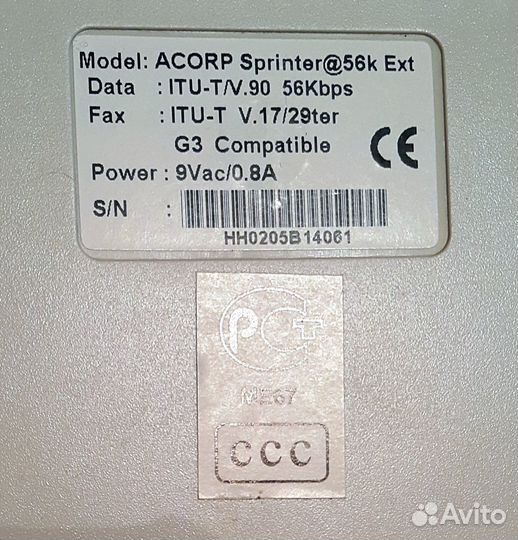 Model: ACORP Sprinter@56k Ext
Data : ITU-T/V.90 56Kbps
Fax : ITU-T V.17/29ter
G3 Compatible
CE
Power : 9Vac/0.8A
S/N :
HH0205B14061
РСТ
ME67
CCC
Avito